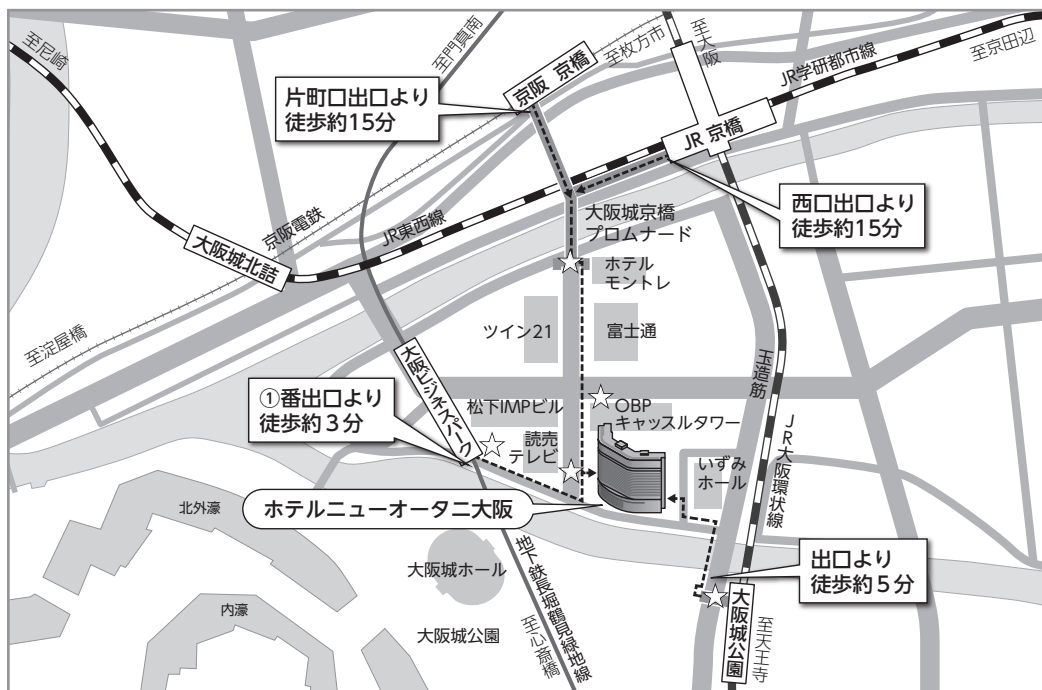 至尼崎
至門真南
京阪 京橋
至枚方市
至大阪
JR学研都市線
至京田辺
片町口出口より
徒歩約15分
JR 京橋
西口出口より
徒歩約15分
大阪城京橋
プロムナード
京阪電鉄
JR東西線
大阪城北詰
ホテル
モントレ
至淀屋橋
ツイン21
富士通
大阪ビジネスパーク
玉造筋
①番出口より
徒歩約３分
松下IMPビル
OBP
キャッスルタワー
読売
テレビ
いずみ
ホール
JR大阪環状線
ホテルニューオータニ大阪
北外濠
大阪城ホール
地下鉄長堀鶴見緑地線
出口より
徒歩約５分
内濠
大阪城公園
至心斎橋
大阪城公園
至天王寺